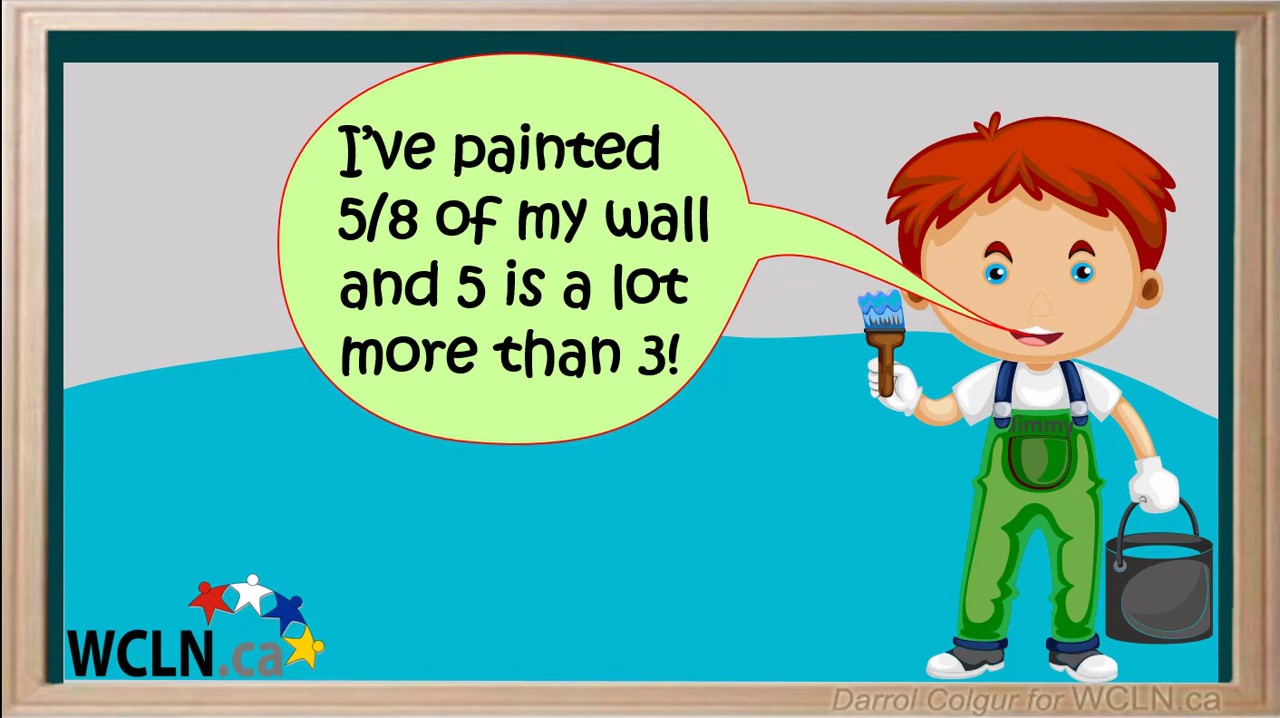 I've painted
5/8 of my wall
and 5 is a lot
more than 3!
Jimmy
WCLN.ca
Darrol Colgur for WCLN.ca